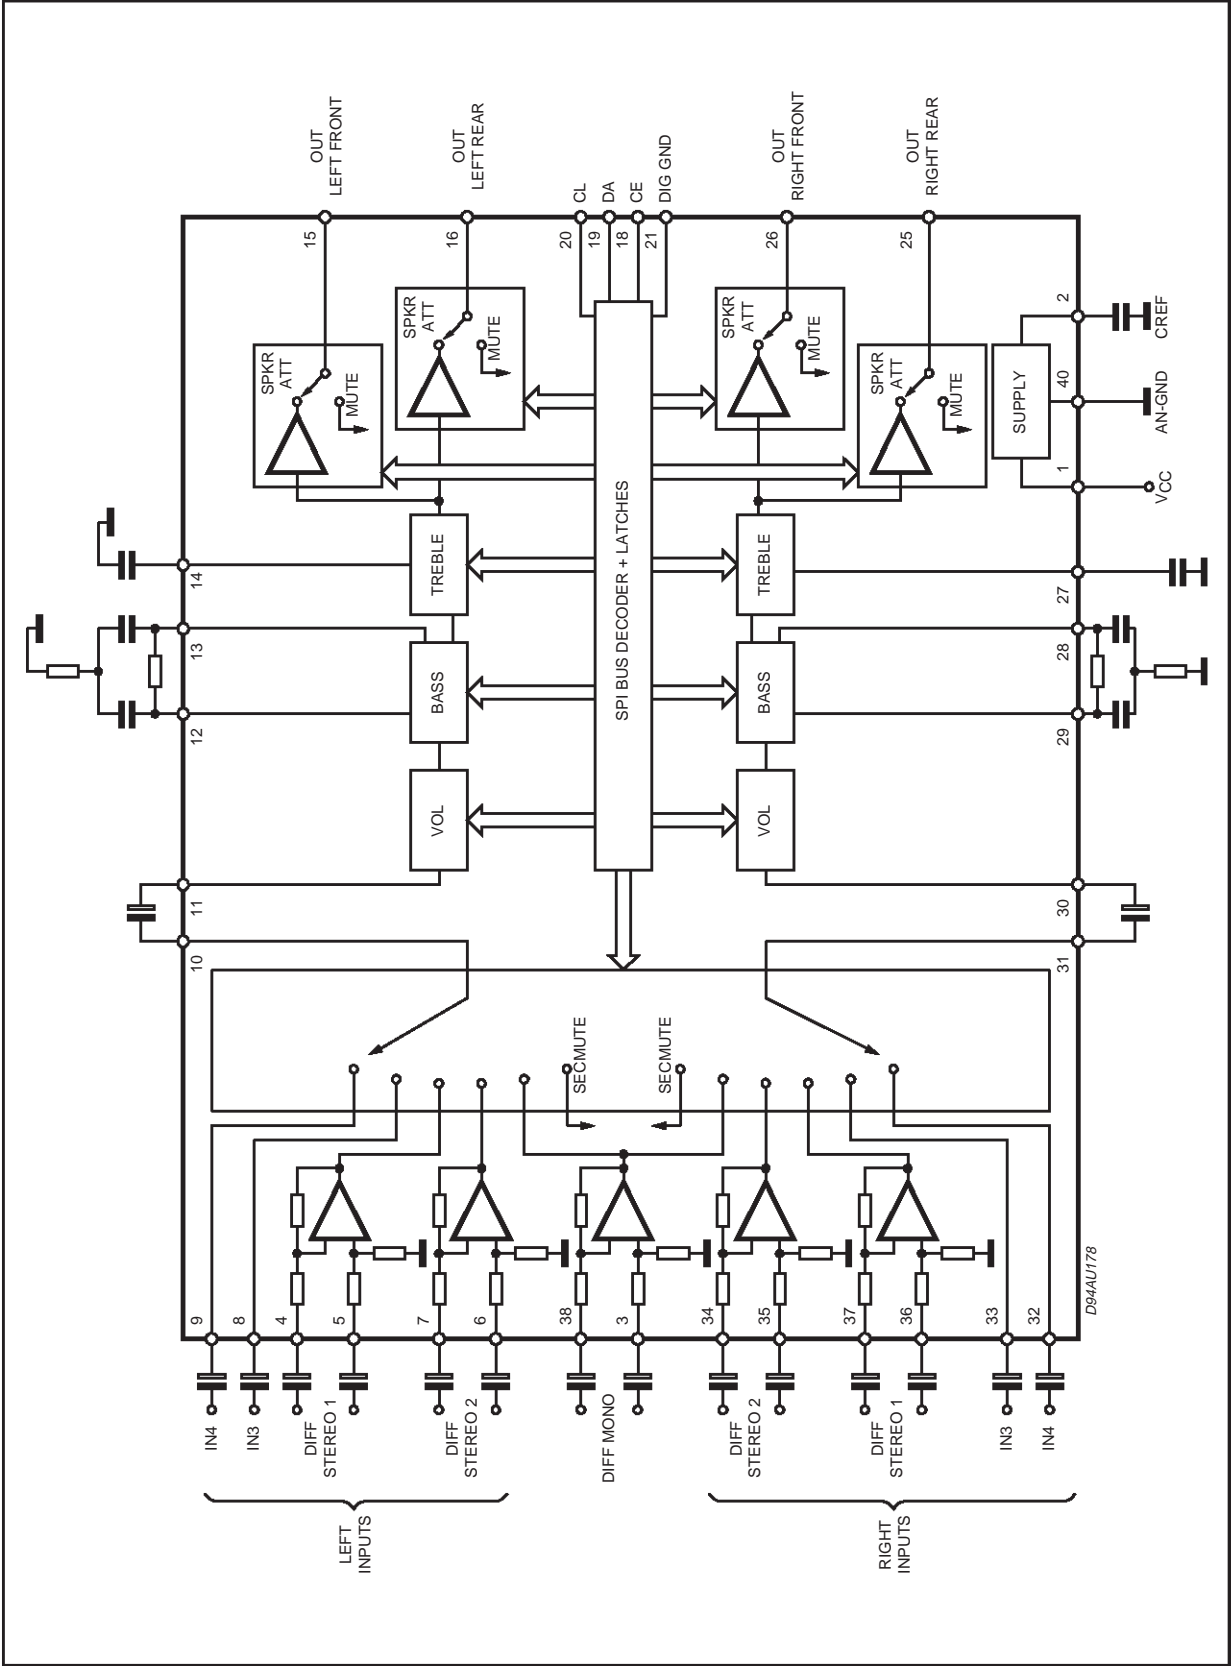 OUT
LEFT FRONT
OUT
LEFT REAR
CL
DA
CE
DIG GND
OUT
RIGHT FRONT
OUT
RIGHT REAR
15
16
20
19
18
21
26
25
SPKR
ATT
MUTE
SPKR
ATT
MUTE
SPKR
ATT
MUTE
SPKR
ATT
MUTE
SUPPLY
2
40
1
CREF
AN-GND
VCC
14
13
12
TREBLE
BASS
VOL
SPI BUS DECODER + LATCHES
TREBLE
BASS
VOL
27
28
29
11
10
30
31
SECMUTE
SECMUTE
9
8
4
5
7
6
38
3
34
35
37
36
33
32
D94AU178
IN4
IN3
DIFF
STEREO 1
DIFF
STEREO 2
DIFF MONO
DIFF
STEREO 2
DIFF
STEREO 1
IN3
IN4
LEFT
INPUTS
RIGHT
INPUTS